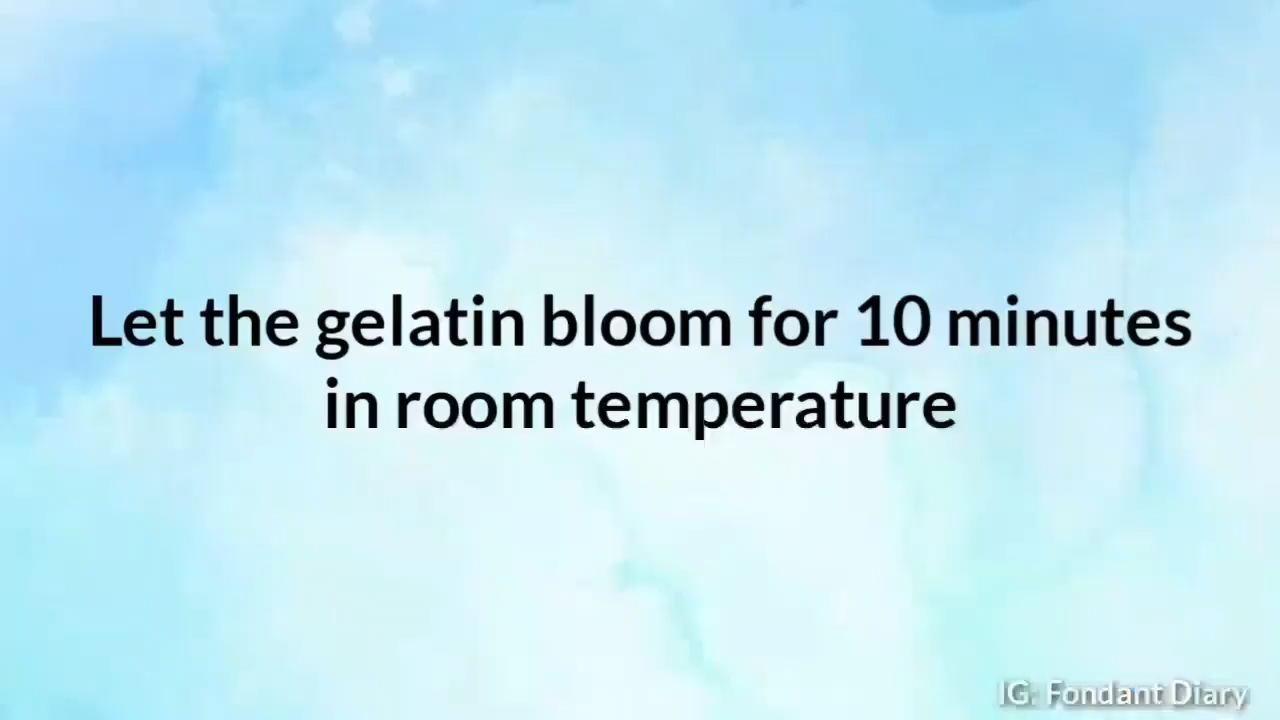 Let the gelatin bloom for 10 minutes
in room temperature
IG: Fondant Diary